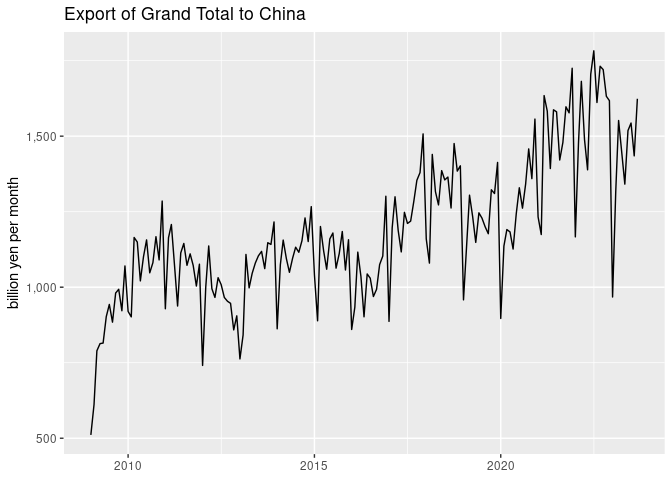 Export of Grand Total to China
billion yen per month
1,500
1,000
500
2010 2015 2020